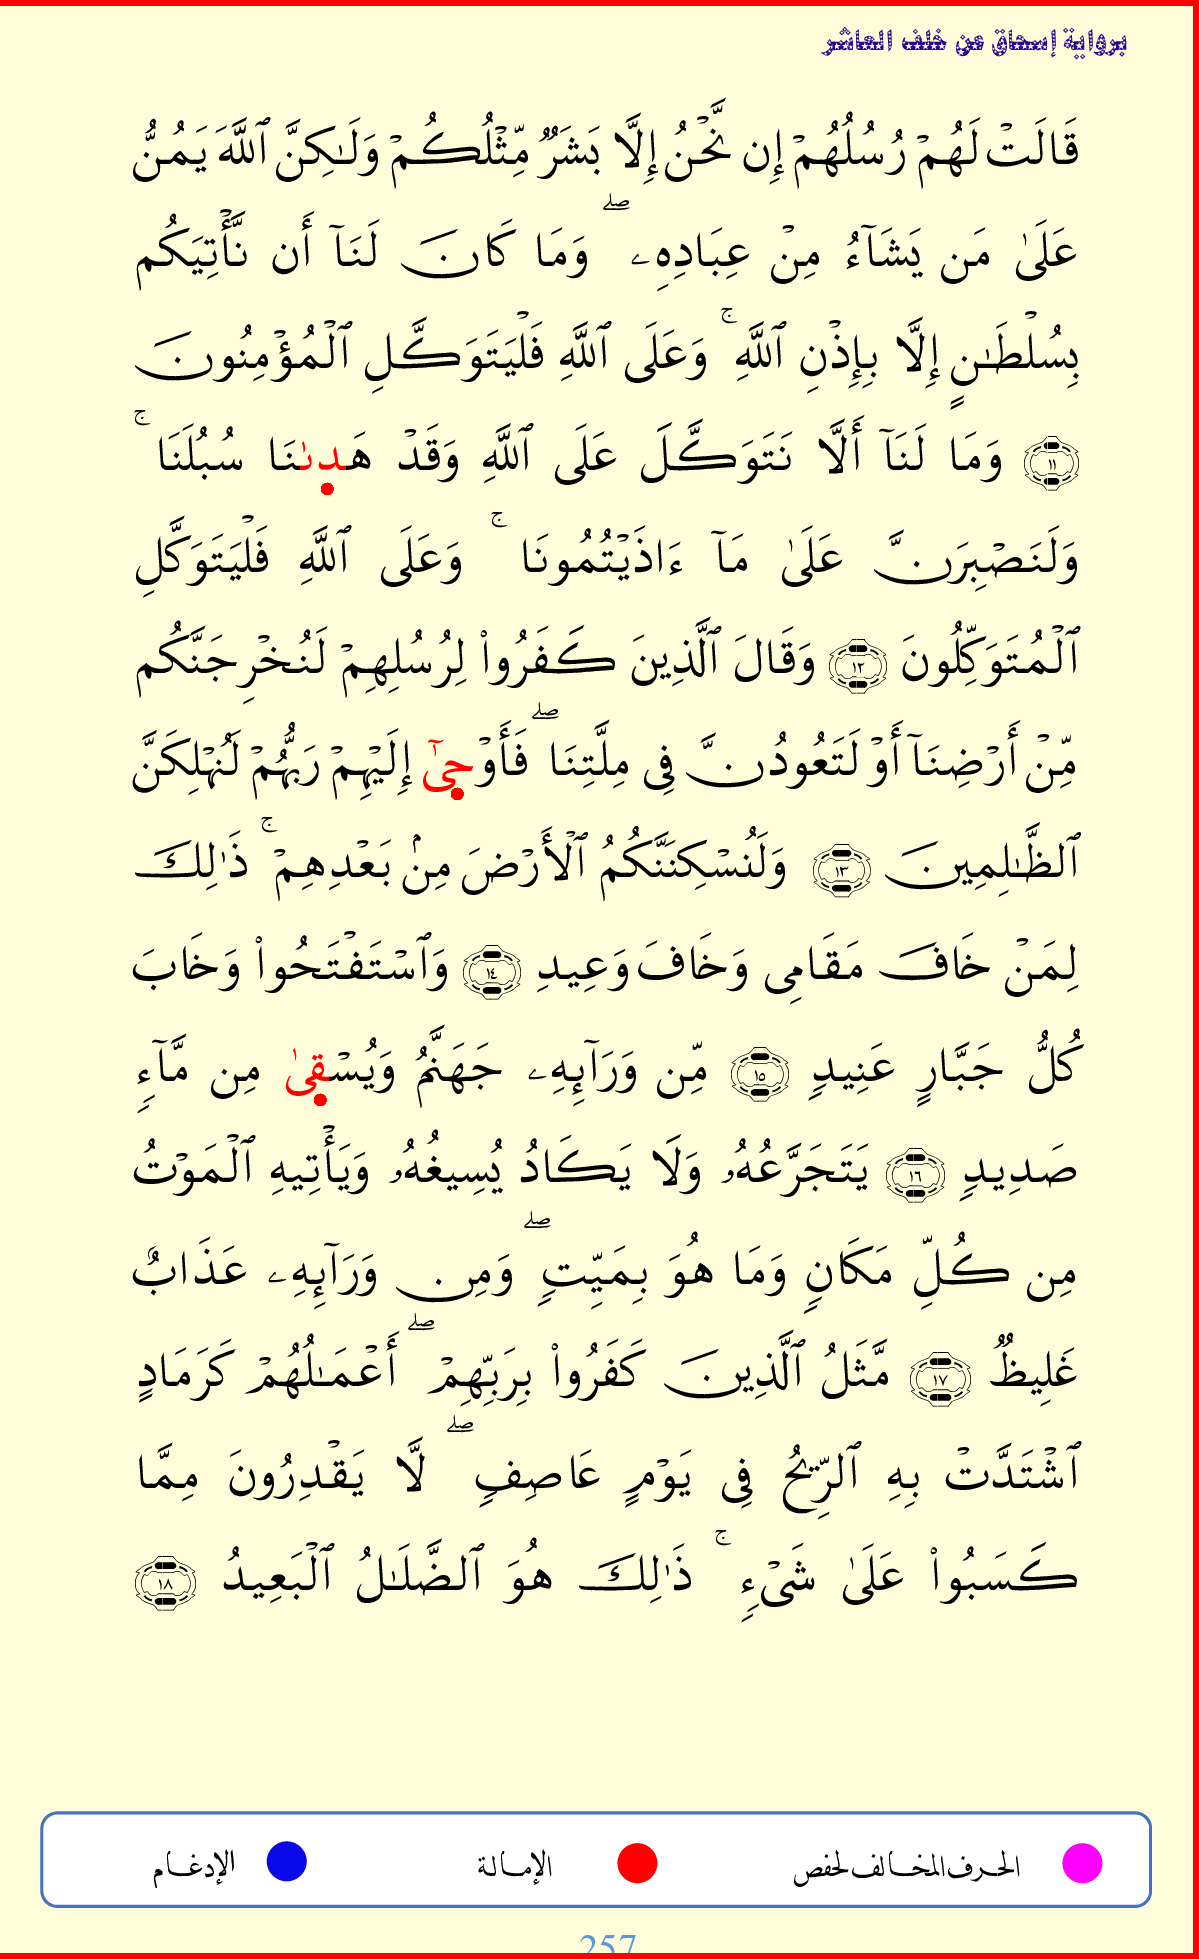 برواية إسحاق عن خلف العاشر
قَالَتۡ لَهُمۡ رُسُلُهُمۡ إِن نَّحۡنُ إِلَّا بَشَرٞ مِّثۡلُكُمۡ وَلَٰكِنَّ ٱللَّهَ يَمُنُّ
عَلَىٰ مَن يَشَآءُ مِنۡ عِبَادِهِۦۖ وَمَا كَانَ لَنَآ أَن نَّأۡتِيَكُم
بِسُلۡطَٰنٍ إِلَّا بِإِذۡنِ ٱللَّهِۚ وَعَلَى ٱللَّهِ فَلۡيَتَوَكَّلِ ٱلۡمُؤۡمِنُونَ
١١ وَمَا لَنَآ أَلَّا نَتَوَكَّلَ عَلَى ٱللَّهِ وَقَدۡ هَدىٰنَا سُبُلَنَاۚ
وَلَنَصۡبِرَنَّ عَلَىٰ مَآ ءَاذَيۡتُمُونَاۚ وَعَلَى ٱللَّهِ فَلۡيَتَوَكَّلِ
ٱلۡمُتَوَكِّلُونَ ١٢ وَقَالَ ٱلَّذِينَ كَفَرُواْ لِرُسُلِهِمۡ لَنُخۡرِجَنَّكُم
مِّنۡ أَرۡضِنَآ أَوۡ لَتَعُودُنَّ فِي مِلَّتِنَاۖ فَأَوۡحىٰٓ إِلَيۡهِمۡ رَبُّهُمۡ لَنُهۡلِكَنَّ
ٱلظَّٰلِمِينَ ١٣ وَلَنُسۡكِنَنَّكُمُ ٱلۡأَرۡضَ مِنۢ بَعۡدِهِمۡۚ ذَٰلِكَ
لِمَنۡ خَافَ مَقَامِي وَخَافَ وَعِيدِ ١٤ وَٱسۡتَفۡتَحُواْ وَخَابَ
كُلُّ جَبَّارٍ عَنِيدٖ ١٥ مِّن وَرَآئِهِۦ جَهَنَّمُ وَيُسۡقىٰ مِن مَّآءٖ
صَدِيدٖ ١٦ يَتَجَرَّعُهُۥ وَلَا يَكَادُ يُسِيغُهُۥ وَيَأۡتِيهِ ٱلۡمَوۡتُ
مِن كُلِّ مَكَانٖ وَمَا هُوَ بِمَيِّتٖۖ وَمِن وَرَآئِهِۦ عَذَابٌ
غَلِيظٞ ١٧ مَّثَلُ ٱلَّذِينَ كَفَرُواْ بِرَبِّهِمۡۖ أَعۡمَٰلُهُمۡ كَرَمَادٍ
ٱشۡتَدَّتۡ بِهِ ٱلرِّيحُ فِي يَوۡمٍ عَاصِفٖۖ لَّا يَقۡدِرُونَ مِمَّا
كَسَبُواْ عَلَىٰ شَيۡءٖۚ ذَٰلِكَ هُوَ ٱلضَّلَٰلُ ٱلۡبَعِيدُ ١٨
الحرف المخالف لحفص الإمالة الإدغام
257